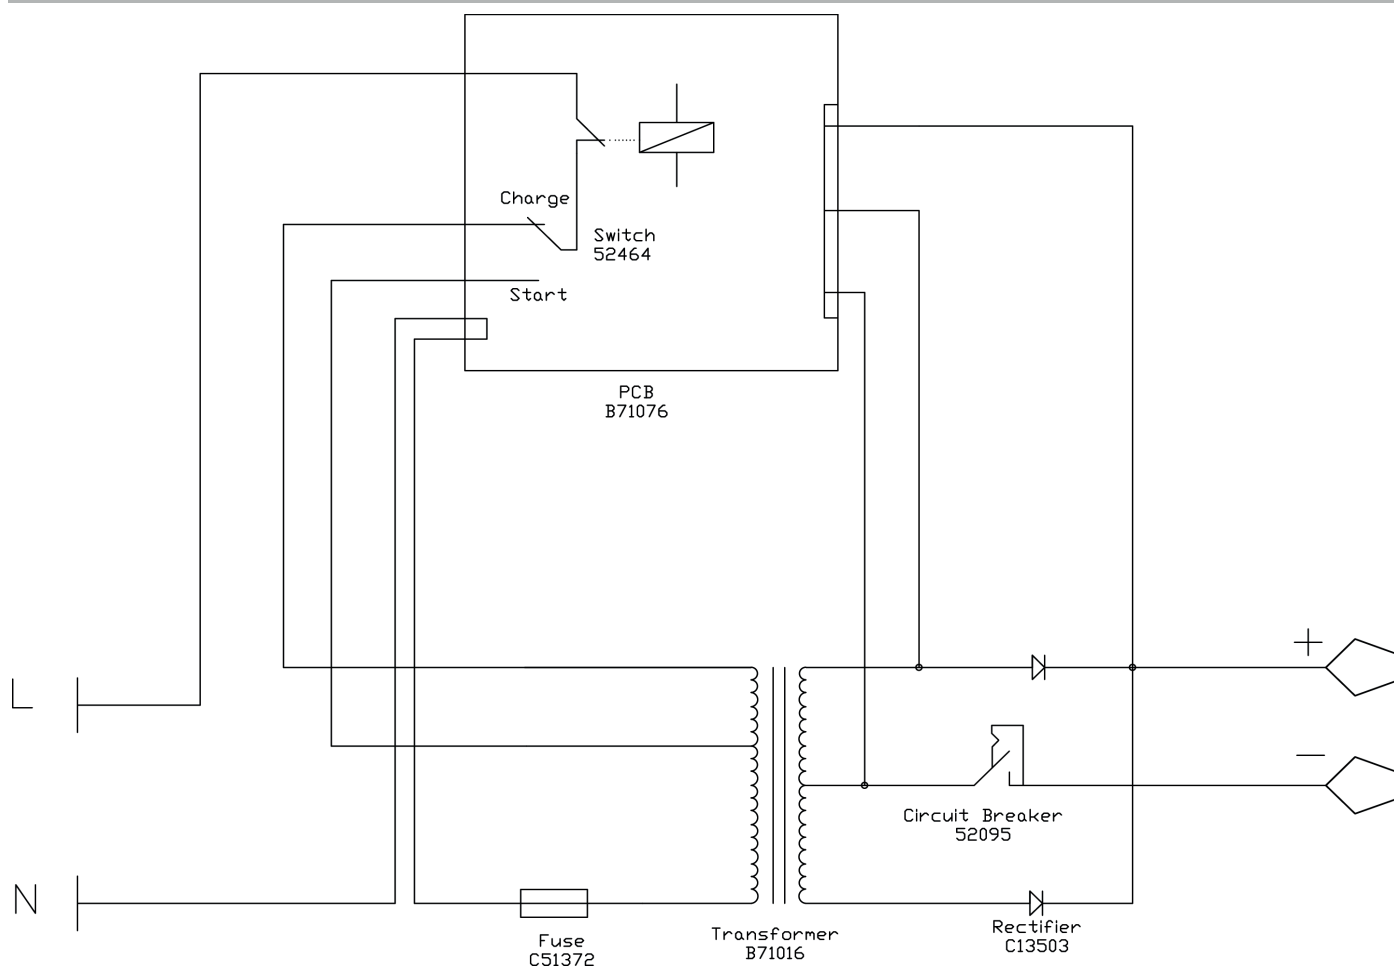 Charge
Switch
52464
Start
PCB
B71076
+
L
−
Circuit Breaker
52095
N
Rectifier
C13503
Transformer
B71016
Fuse
C51372